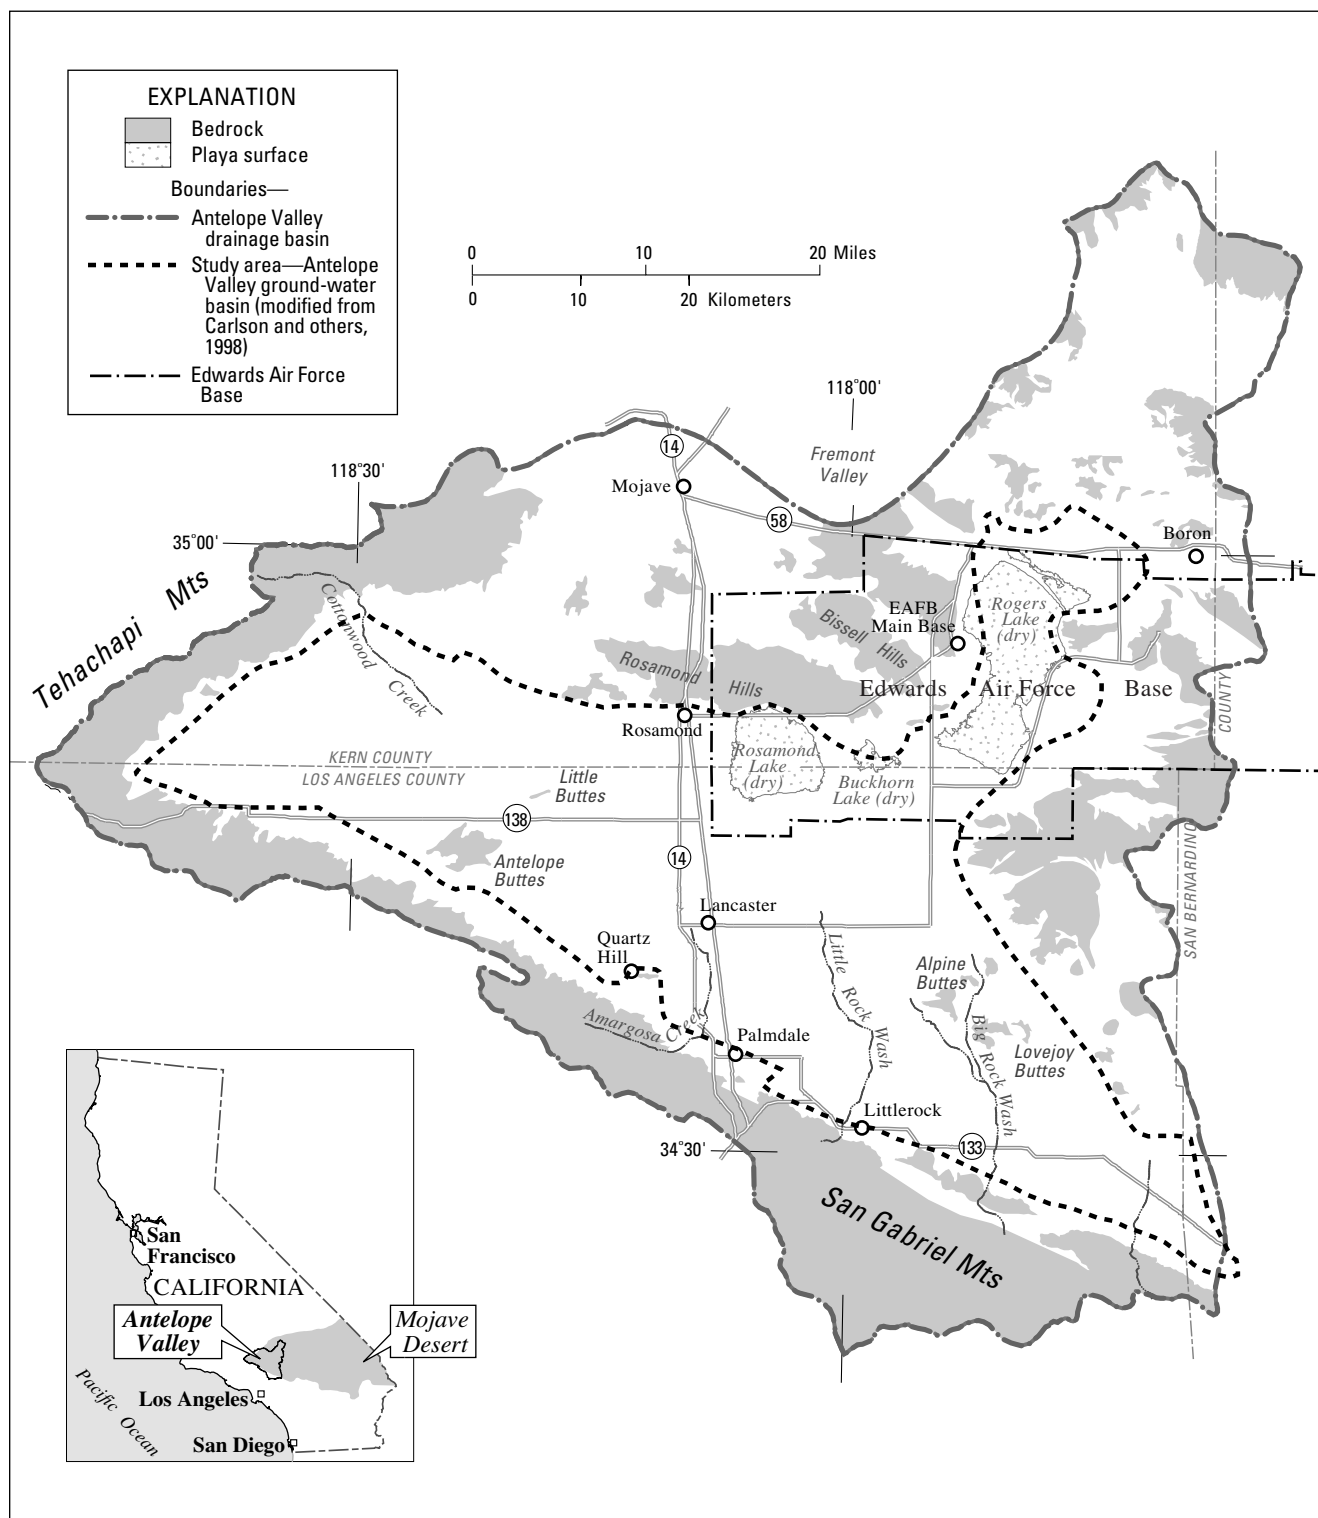 EXPLANATION
Bedrock
Playa surface
Boundaries—
Antelope Valley
drainage basin
Study area—Antelope
Valley ground-water
basin (modified from
Carlson and others,
1998)
Edwards Air Force
Base
0 10 20 Miles
0 10 20 Kilometers
118°00'
14
Fremont
Valley
118°30'
Mojave
58
Boron
35°00'
Tehachapi Mts
Cottonwood
Creek
EAFB
Main Base
Rogers
Lake
(dry)
Bissell
Hills
Rosamond
Hills
Edwards Air Force Base
COUNTY
Rosamond
Rosamond
Lake
(dry)
KERN COUNTY
LOS ANGELES COUNTY
Little
Buttes
Buckhorn
Lake (dry)
138
Antelope
Buttes
14
SAN BERNARDINO
Lancaster
Quartz
Hill
Little Rock Wash
Alpine
Buttes
Amargosa Creek
Palmdale
Big Rock Wash
Lovejoy
Buttes
Littlerock
34°30'
133
San Gabriel Mts
San
Francisco
CALIFORNIA
Antelope
Valley
Mojave
Desert
Pacific Ocean
Los Angeles
San Diego